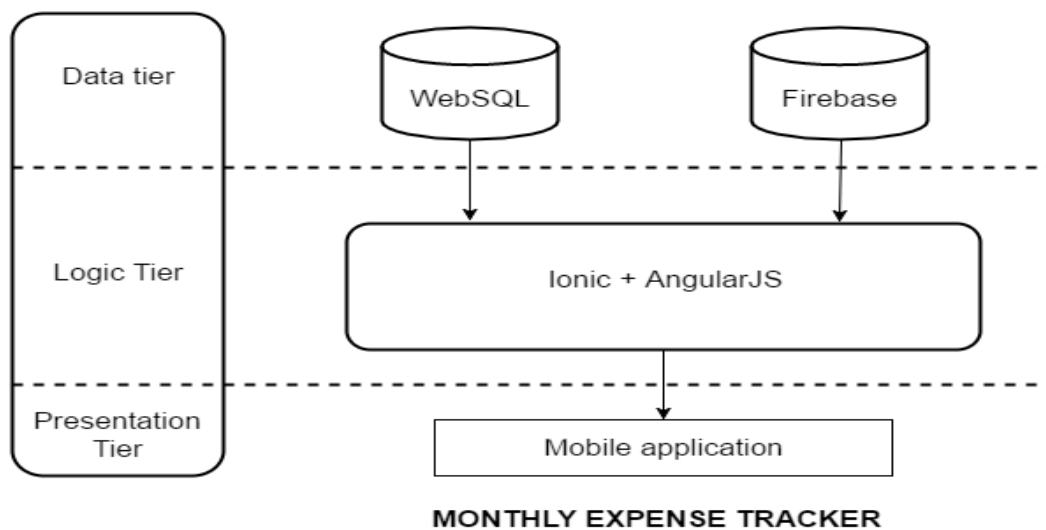 Data tier
WebSQL
Firebase
Logic Tier
Ionic + AngularJS
Presentation
Tier
Mobile application
MONTHLY EXPENSE TRACKER